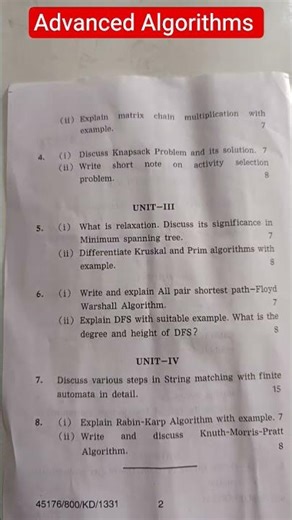 Advanced Algorithms
(ii) Explain matrix chain multiplication with
example. 7
4. (i) Discuss Knapsack Problem and its solution. 7
(ii) Write short note on activity selection
problem. 8
UNIT–III
5. (i) What is relaxation. Discuss its significance in
Minimum spanning tree. 7
(ii) Differentiate Kruskal and Prim algorithms with
example. 8
6. (i) Write and explain All pair shortest path–Floyd
Warshall Algorithm. 7
(ii) Explain DFS with suitable example. What is the
degree and height of DFS? 8
UNIT–IV
7. Discuss various steps in String matching with finite
automata in detail. 15
8. (i) Explain Rabin-Karp Algorithm with example. 7
(ii) Write and discuss Knuth-Morris-Pratt
Algorithm. 8
45176/800/KD/1331 2